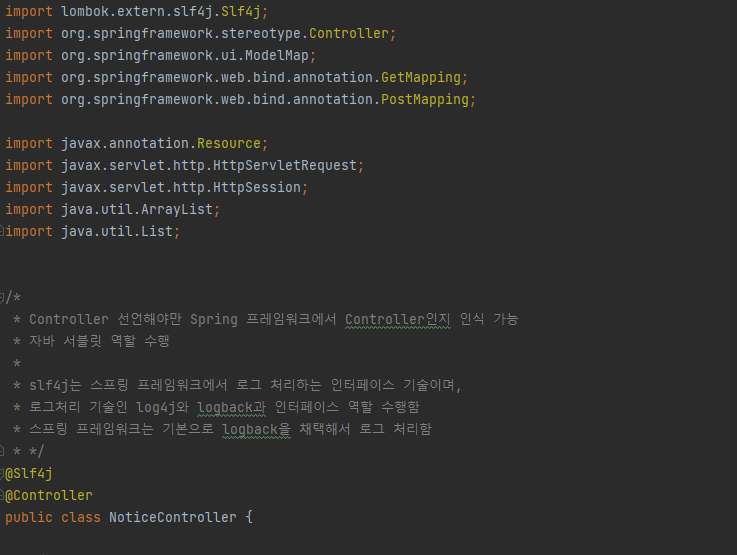 import lombok.extern.slf4j.Slf4j;
import org.springframework.stereotype.Controller;
import org.springframework.ui.ModelMap;
import org.springframework.web.bind.annotation.GetMapping;
import org.springframework.web.bind.annotation.PostMapping;
import javax.annotation.Resource;
import javax.servlet.http.HttpServletRequest;
import javax.servlet.http.HttpSession;
import java.util.ArrayList;
import java.util.List;
/*
* Controller 선언해야만 Spring 프레임워크에서 Controller인지 인식 가능
* 자바 서블릿 역할 수행
*
* slf4j는 스프링 프레임워크에서 로그 처리하는 인터페이스 기술이며,
* 로그처리 기술인 log4j와 logback과 인터페이스 역할 수행함
* 스프링 프레임워크는 기본으로 logback을 채택해서 로그 처리함
* */
@Slf4j
@Controller
public class NoticeController {